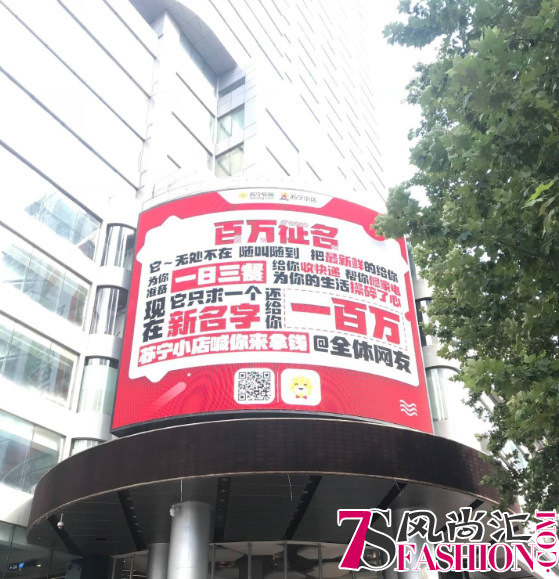 苏宁易购 苏宁小店
百万征名
它~无处不在 随叫随到 把最新鲜的给你
为你准备 一日三餐 给你收快递 帮你修家电
为你的生活操碎了心
现在 它只求一个新名字 还给你 一百万
苏宁小店喊你来拿钱 @全体网友
7S风尚汇
FASHION.COM